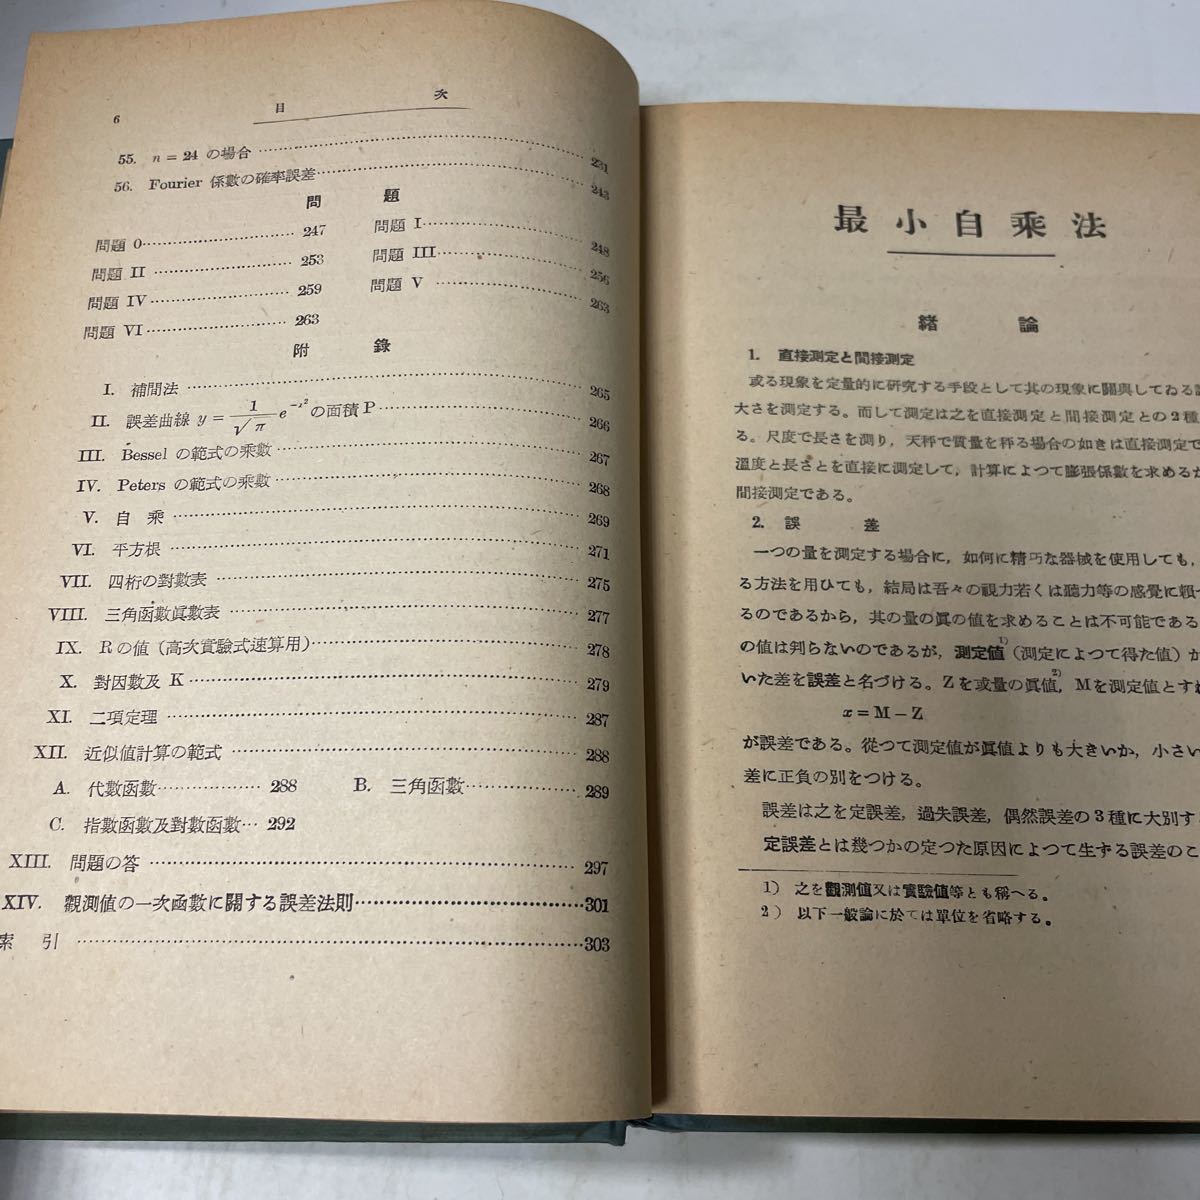 6 目次
55. n = 24 の場合 231
56. Fourier 係數の確率誤差 243
問題
問題 0 247 問題 I 248
問題 II 253 問題 III 256
問題 IV 259 問題 V 263
問題 VI 263
附錄
I. 補間法 265
II. 誤差曲線 y = 1/√π e^-x² の面積 P 266
III. Bessel の範式の乘數 267
IV. Peters の範式の乘數 268
V. 自乘 269
VI. 平方根 271
VII. 四桁の對數表 275
VIII. 三角函數眞數表 277
IX. R の値 (高次實驗式速算用) 278
X. 對因數及 K 279
XI. 二項定理 287
XII. 近似値計算の範式 288
A. 代數函數 288 B. 三角函數 289
C. 指數函數及對數函數 292
XIII. 問題の答 297
XIV. 觀測値の一次函數に關する誤差法則 301
索引 303
最小自乘法
緒論
1. 直接測定と間接測定
或る現象を定量的に研究する手段として其の現象に關與してゐる
大さを測定する。而して測定は之を直接測定と間接測定との2種
る。尺度で長さを測り, 天秤で質量を秤る場合の如きは直接測定で
溫度と長さとを直接に測定して, 計算によつて膨張係數を求めるが
間接測定である。
2. 誤差
一つの量を測定する場合に, 如何に精巧な器械を使用しても,
る方法を用ひても, 結局は吾々の視力若くは聽力等の感覺に賴
るのであるから, 其の量の眞の値を求めることは不可能である
の値は判らないのであるが, 測定値1) (測定によつて得た値) か
いた差を誤差と名づける。Zを或量の眞値2), Mを測定値とすれ
x = M − Z
が誤差である。從つて測定値が眞値よりも大きいか, 小さい
差に正負の別をつける。
誤差は之を定誤差, 過失誤差, 偶然誤差の3種に大別す
定誤差とは幾つかの定つた原因によつて生ずる誤差のこ
1) 之を觀測値又は實驗値等とも稱へる。
2) 以下一般論に於ては單位を省略する。